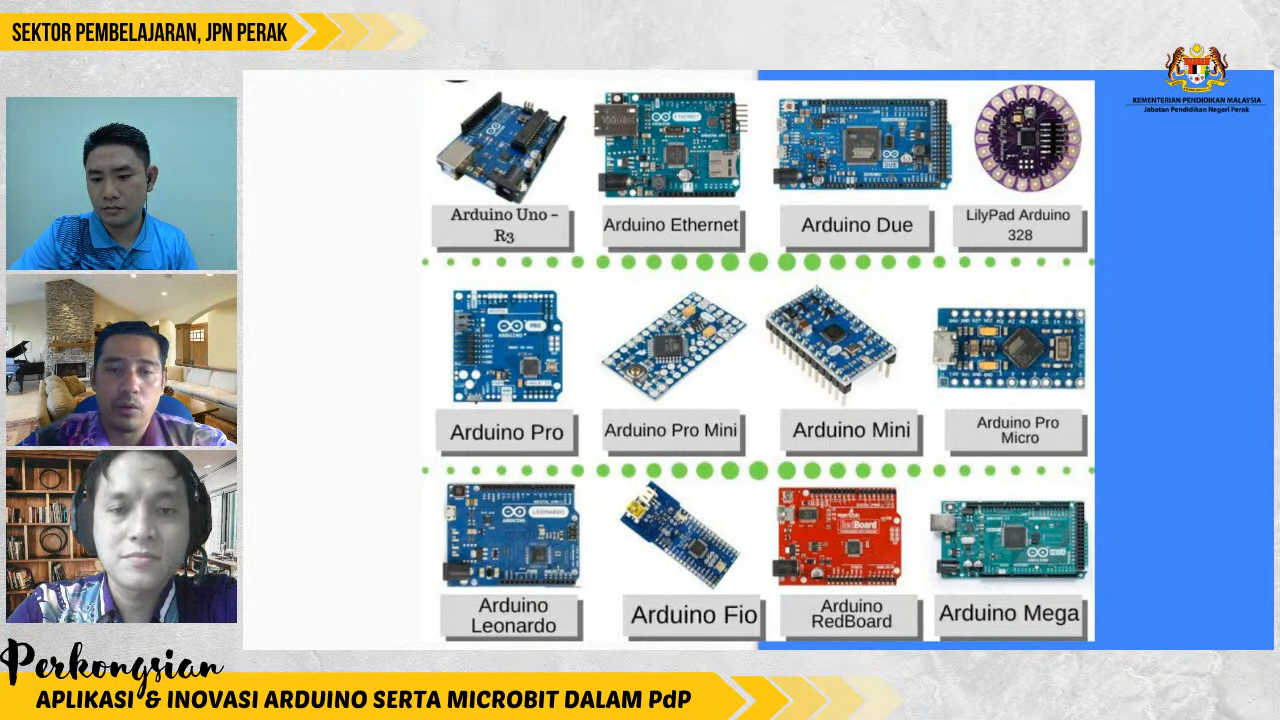 SEKTOR PEMBELAJARAN, JPN PERAK
KEMENTERIAN PENDIDIKAN MALAYSIA
Jabatan Pendidikan Negeri Perak
Arduino Uno –
R3
Arduino Ethernet
Arduino Due
LilyPad Arduino
328
Arduino Pro
Arduino Pro Mini
Arduino Mini
Arduino Pro
Micro
LEONARDO
RedBoard
Arduino
Leonardo
Arduino Fio
Arduino
RedBoard
Arduino Mega
Perkongsian
APLIKASI & INOVASI ARDUINO SERTA MICROBIT DALAM PdP